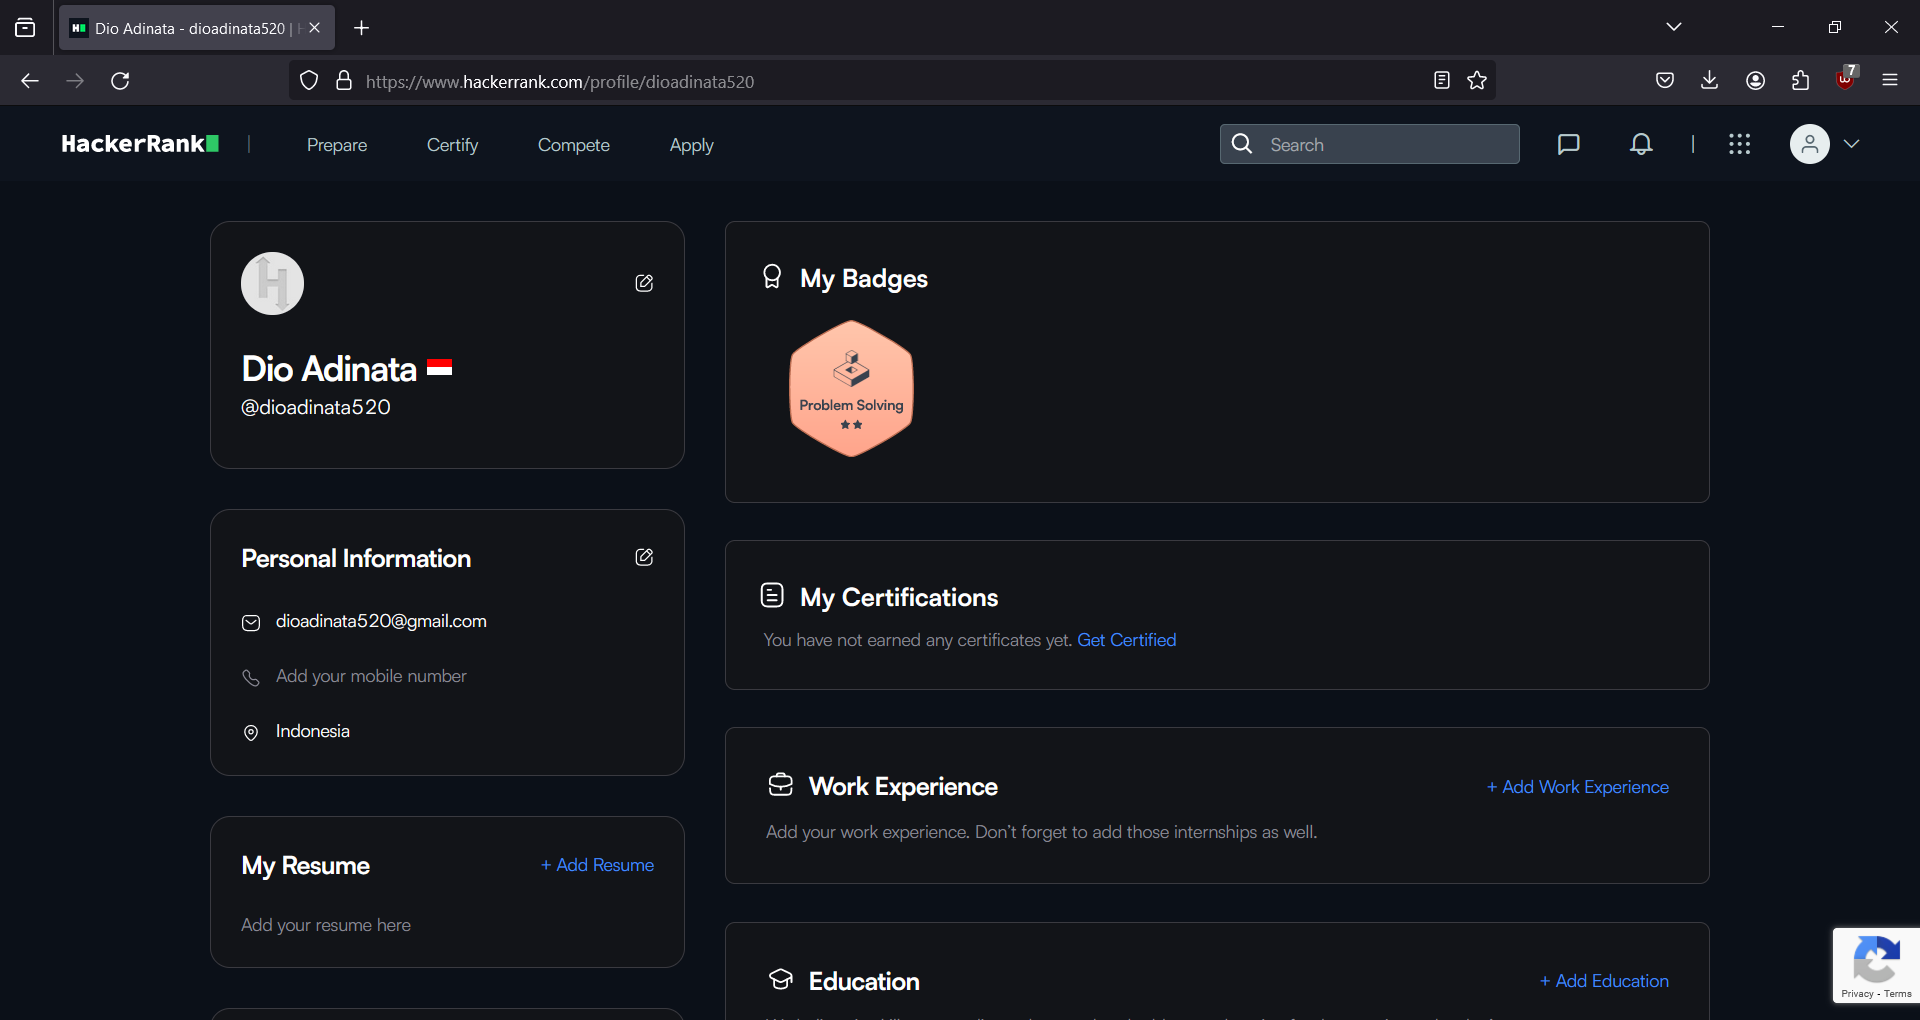 Dio Adinata - dioadinata520 |
7
https://www.hackerrank.com/profile/dioadinata520
HackerRank
Prepare
Certify
Compete
Apply
Search
Dio Adinata
@dioadinata520
Personal Information
dioadinata520@gmail.com
Add your mobile number
Indonesia
My Resume
+ Add Resume
Add your resume here
My Badges
Problem Solving
My Certifications
You have not earned any certificates yet. Get Certified
Work Experience
+ Add Work Experience
Add your work experience. Don't forget to add those internships as well.
Education
+ Add Education
Privacy - Terms